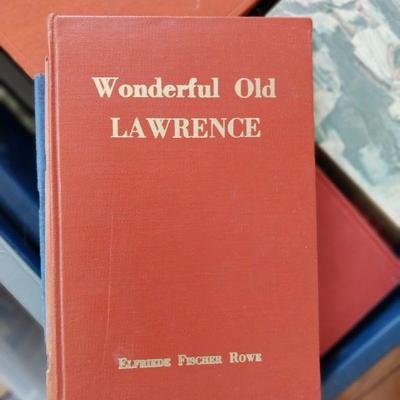 Wonderful Old
LAWRENCE
ELFRIEDE FISCHER ROWE